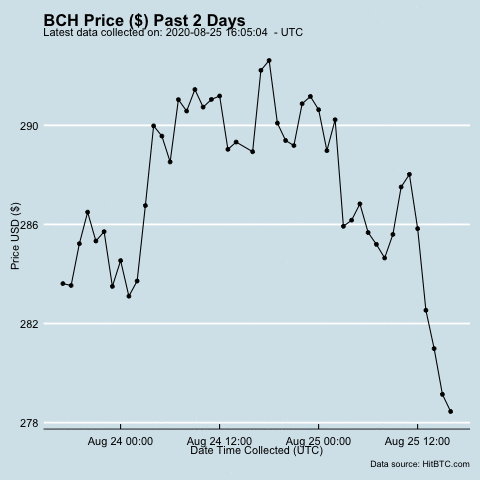 BCH Price ($) Past 2 Days
Latest data collected on: 2020-08-25 16:05:04  - UTC
290
286
282
278
Price USD ($)
Aug 24 00:00 Aug 24 12:00 Aug 25 00:00 Aug 25 12:00
Date Time Collected (UTC)
Data source: HitBTC.com